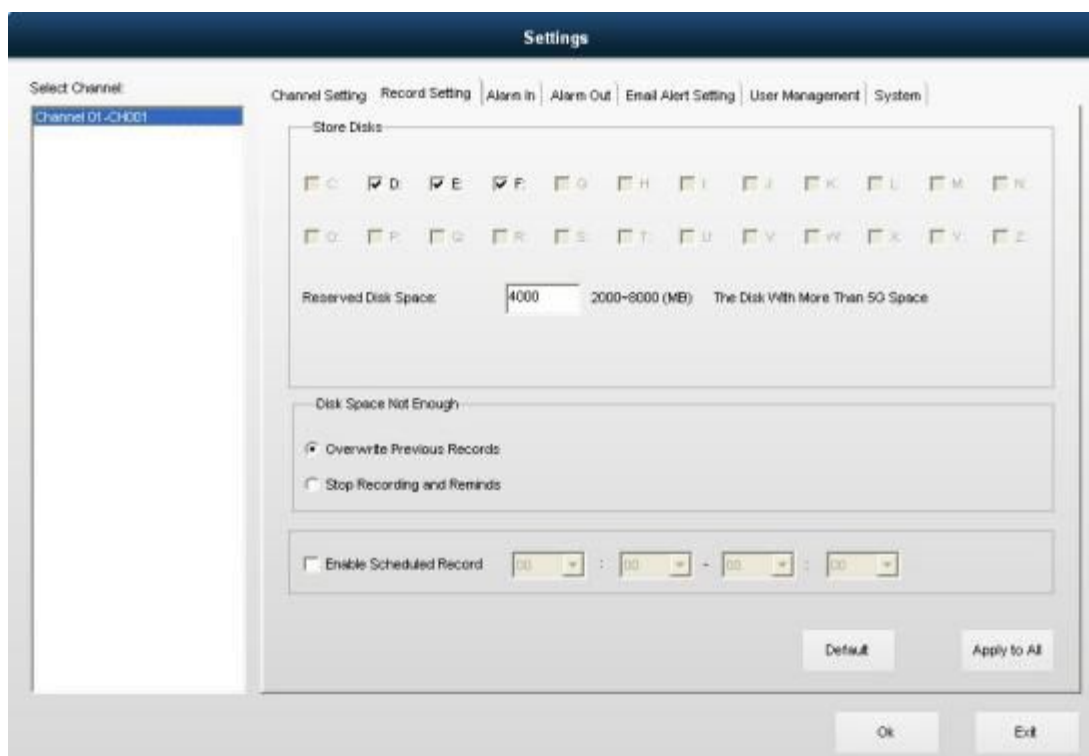 Settings
Select Channel:
Channel 01-CH001
Channel Setting Record Setting Alarm In Alarm Out Email Alert Setting User Management System
Store Disks
C: D: E: F: G: H: I: J: K: L: M: N:
O: P: Q: R: S: T: U: V: W: X: Y: Z:
Reserved Disk Space: 4000 2000~8000 (MB) The Disk With More Than 5G Space
Disk Space Not Enough
Overwrite Previous Records
Stop Recording and Reminds
Enable Scheduled Record 00 : 00 - 00 : 00
Default Apply to All
Ok Exit